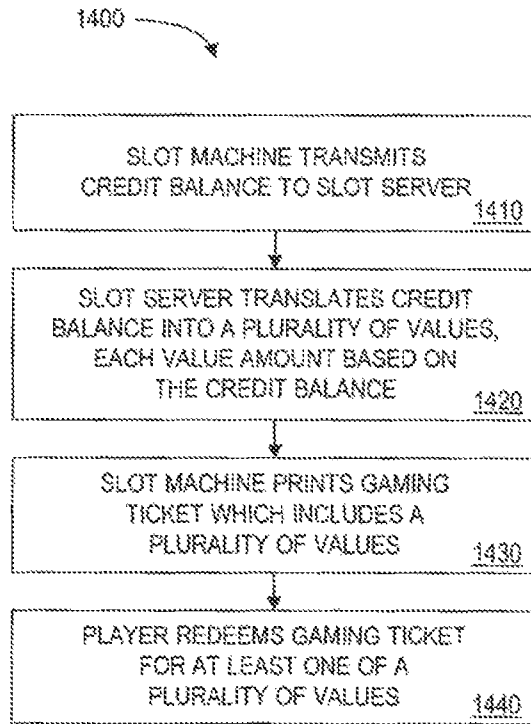 1400
SLOT MACHINE TRANSMITS
CREDIT BALANCE TO SLOT SERVER
1410
SLOT SERVER TRANSLATES CREDIT
BALANCE INTO A PLURALITY OF VALUES,
EACH VALUE AMOUNT BASED ON
THE CREDIT BALANCE
1420
SLOT MACHINE PRINTS GAMING
TICKET WHICH INCLUDES A
PLURALITY OF VALUES
1430
PLAYER REDEEMS GAMING TICKET
FOR AT LEAST ONE OF A
PLURALITY OF VALUES
1440